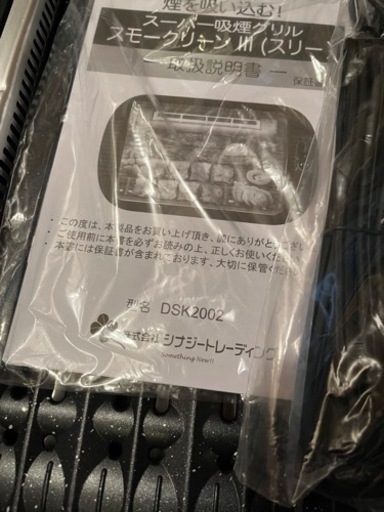 煙を吸い込む!
スーパー吸煙グリル
スモークリーン III (スリー
取扱説明書 一
保証書
・この度は、本製品をお買い上げ頂き、誠にありがとうござい
・ご使用前に本書を必ずお読みの上、正しくお使いくださ
・本書には保証書が含まれております、大切に保管くださ
型名 DSK2002
株式会社 シナジートレーディング
Something New!!